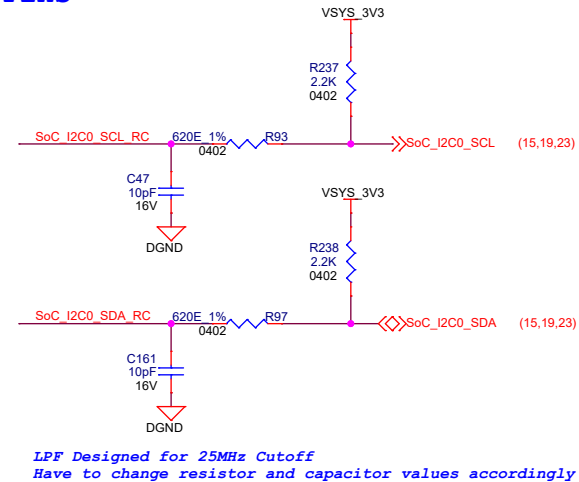 VSYS_3V3
R237
2.2K
0402
SoC_I2C0_SCL_RC 620E_1% R93 SoC_I2C0_SCL (15,19,23)
0402
C47
10pF
16V
DGND
VSYS_3V3
R238
2.2K
0402
SoC_I2C0_SDA_RC 620E_1% R97 SoC_I2C0_SDA (15,19,23)
0402
C161
10pF
16V
DGND
LPF Designed for 25MHz Cutoff
Have to change resistor and capacitor values accordingly